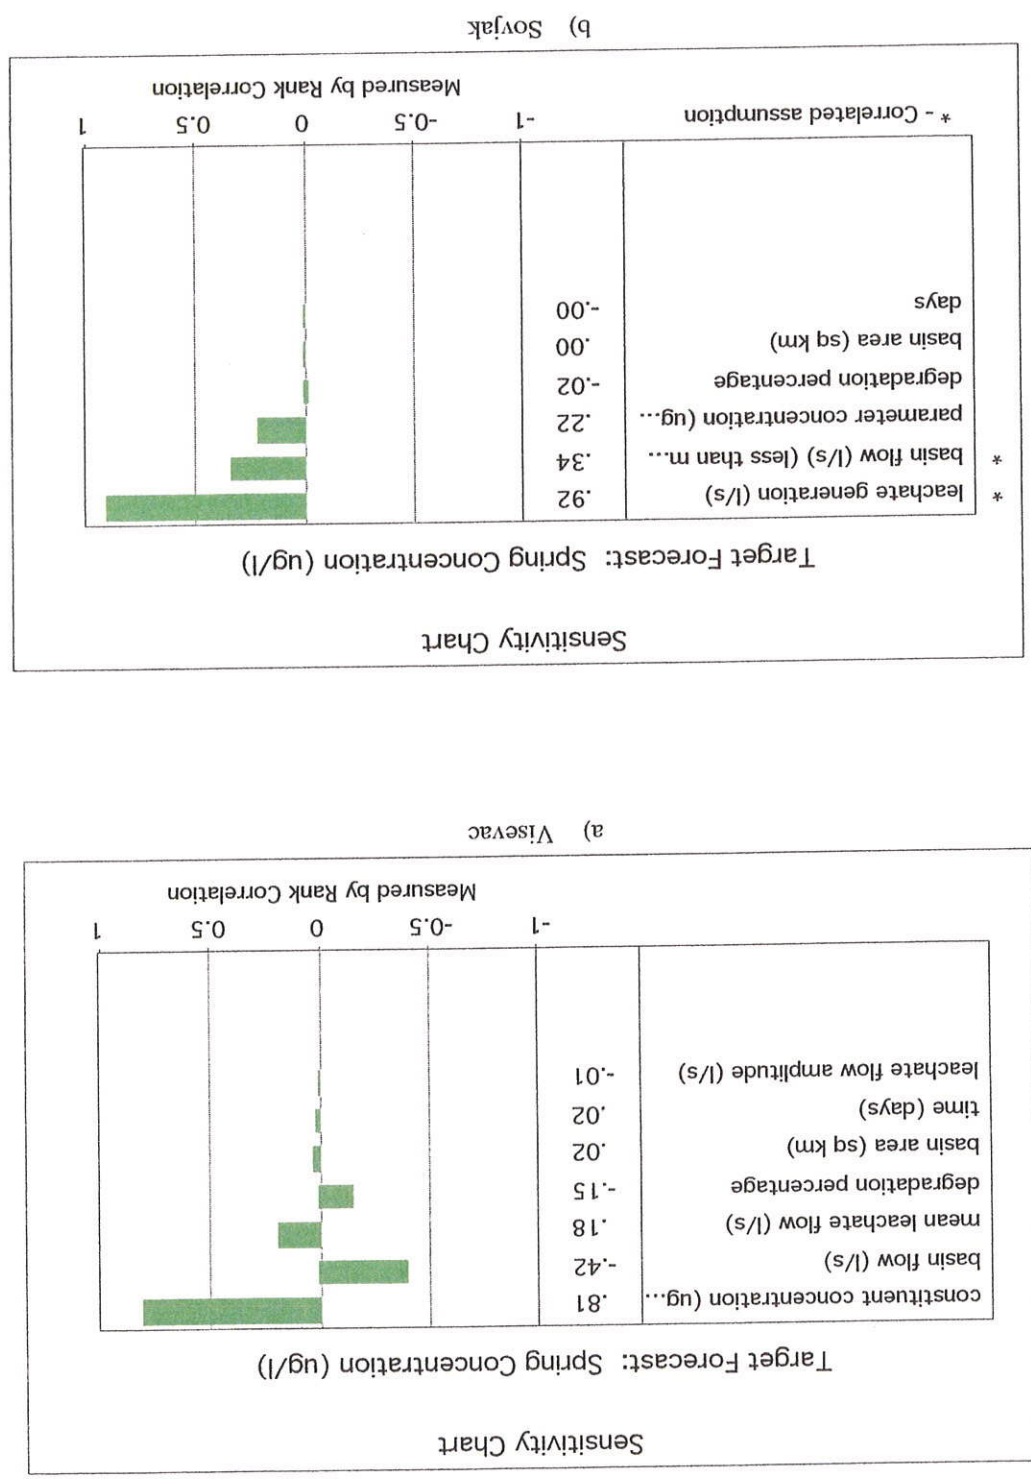 Sensitivity Chart
Target Forecast: Spring Concentration (ug/l)
constituent concentration (ug... .81
basin flow (l/s) -.42
mean leachate flow (l/s) .18
degradation percentage -.15
basin area (sq km) .02
time (days) .02
leachate flow amplitude (l/s) -.01
-1 -0.5 0 0.5 1
Measured by Rank Correlation
a) Visevac
Sensitivity Chart
Target Forecast: Spring Concentration (ug/l)
* leachate generation (l/s) .92
* basin flow (l/s) (less than m... .34
parameter concentration (ug... .22
degradation percentage -.02
basin area (sq km) .00
days -.00
* - Correlated assumption -1 -0.5 0 0.5 1
Measured by Rank Correlation
b) Sovjak